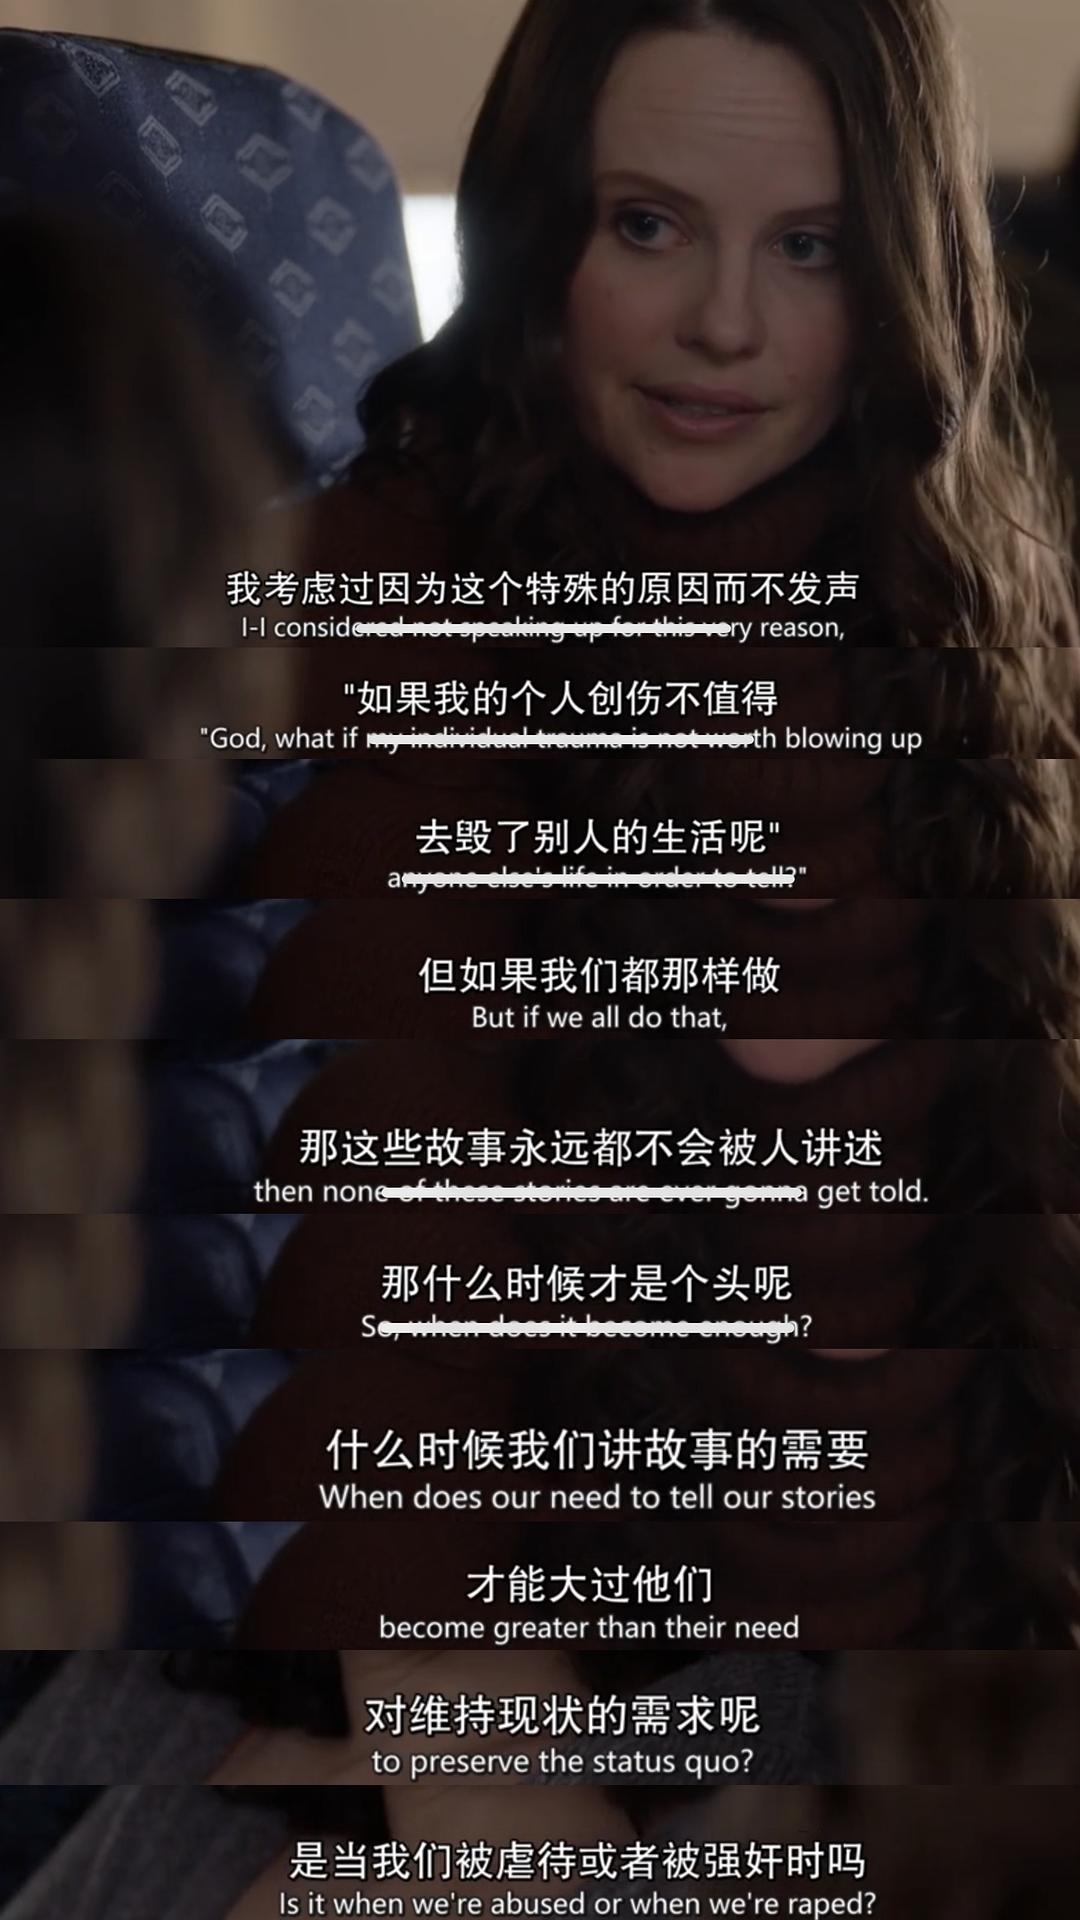 我考虑过因为这个特殊的原因而不发声
I-I considered not speaking up for this very reason,
"如果我的个人创伤不值得
"God, what if my individual trauma is not worth blowing up
去毁了别人的生活呢"
anyone else's life in order to tell?"
但如果我们都那样做
But if we all do that,
那这些故事永远都不会被人讲述
then none of these stories are ever gonna get told.
那什么时候才是个头呢
So, when does it become enough?
什么时候我们讲故事的需要
When does our need to tell our stories
才能大过他们
become greater than their need
对维持现状的需求呢
to preserve the status quo?
是当我们被虐待或者被强奸时吗
Is it when we're abused or when we're raped?